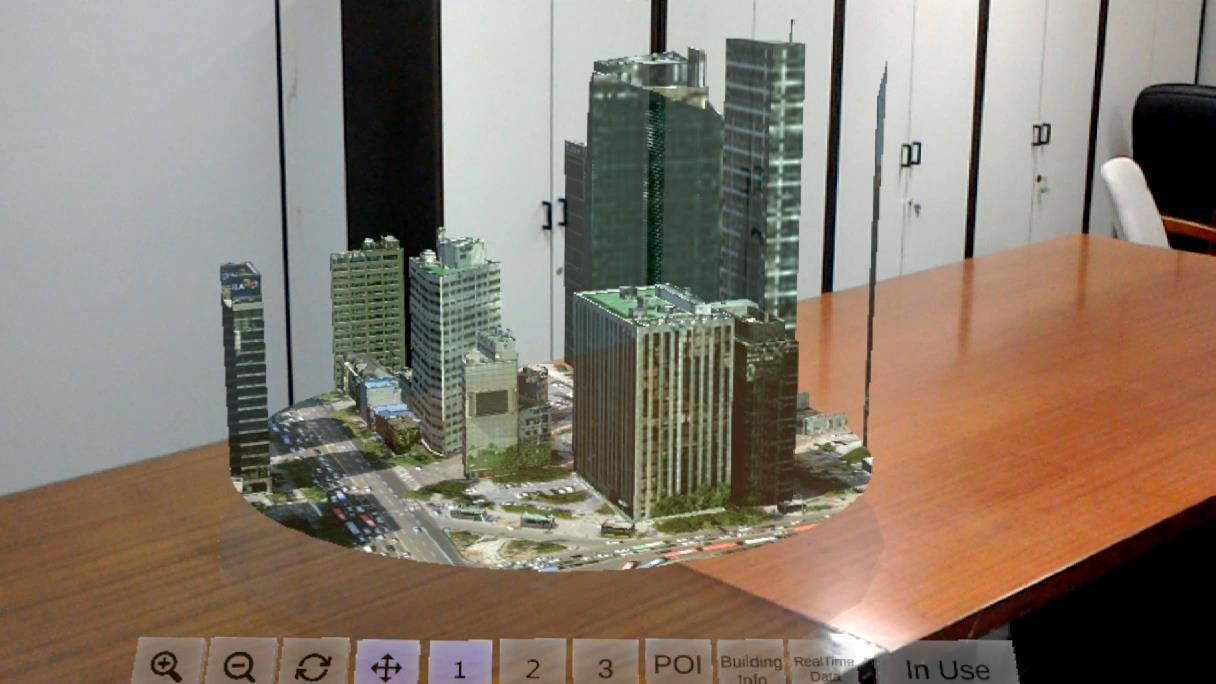 1
2
3
POI
Building
Info
RealTime
Data
In Use